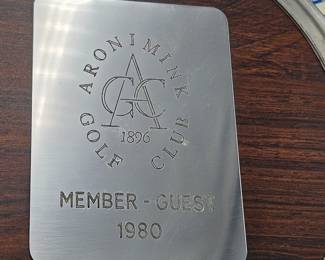 ARONIMINK
GOLF CLUB
AGC
1896
MEMBER - GUEST
1980